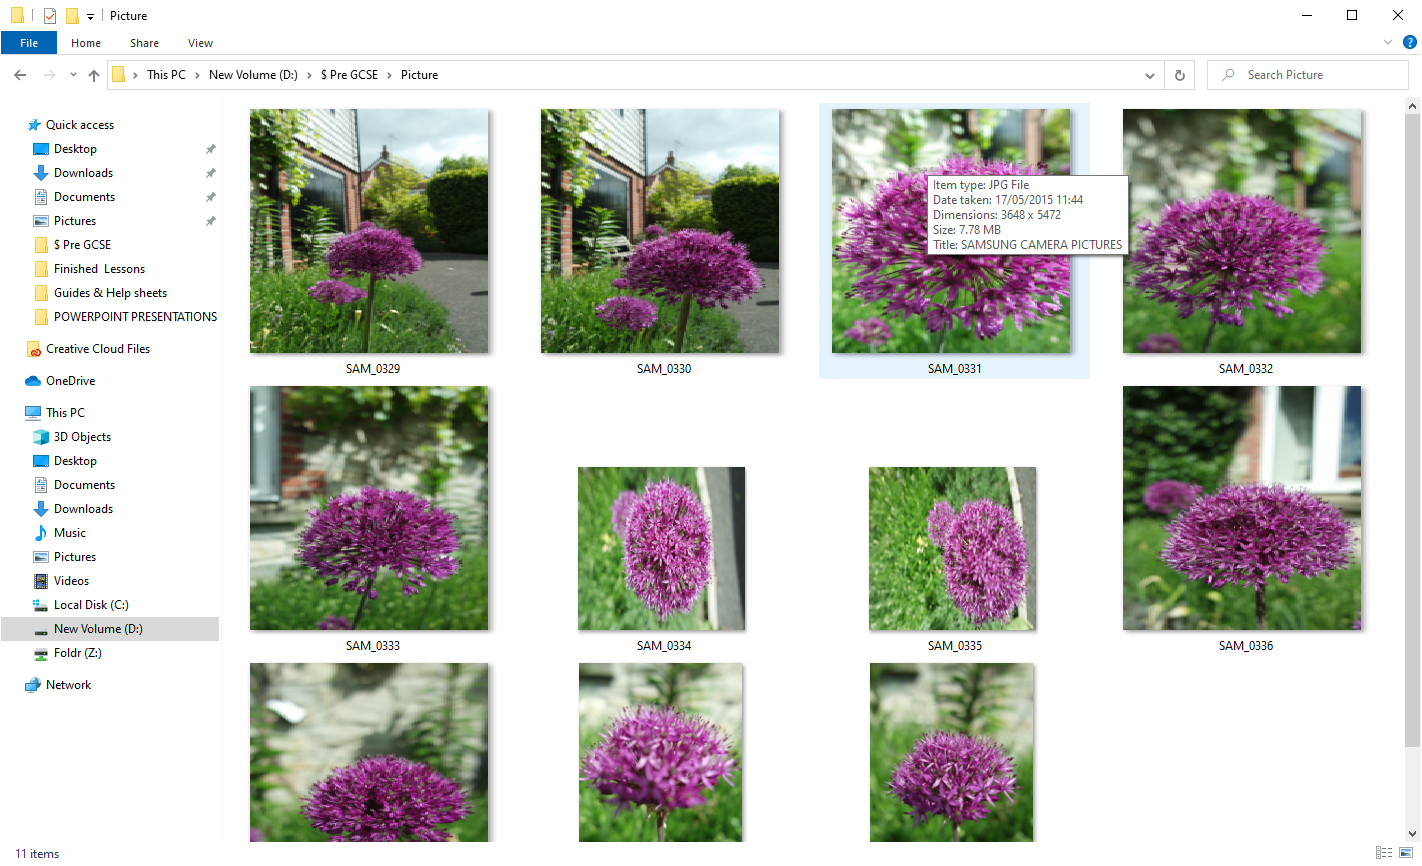 Picture
File Home Share View
This PC New Volume (D:) $ Pre GCSE Picture
Search Picture
Quick access
Desktop
Downloads
Documents
Pictures
$ Pre GCSE
Finished Lessons
Guides & Help sheets
POWERPOINT PRESENTATIONS
Creative Cloud Files
OneDrive
This PC
3D Objects
Desktop
Documents
Downloads
Music
Pictures
Videos
Local Disk (C:)
New Volume (D:)
Foldr (Z:)
Network
Item type: JPG File
Date taken: 17/05/2015 11:44
Dimensions: 3648 x 5472
Size: 7.78 MB
Title: SAMSUNG CAMERA PICTURES
SAM_0329 SAM_0330 SAM_0331 SAM_0332
SAM_0333 SAM_0334 SAM_0335 SAM_0336
11 items